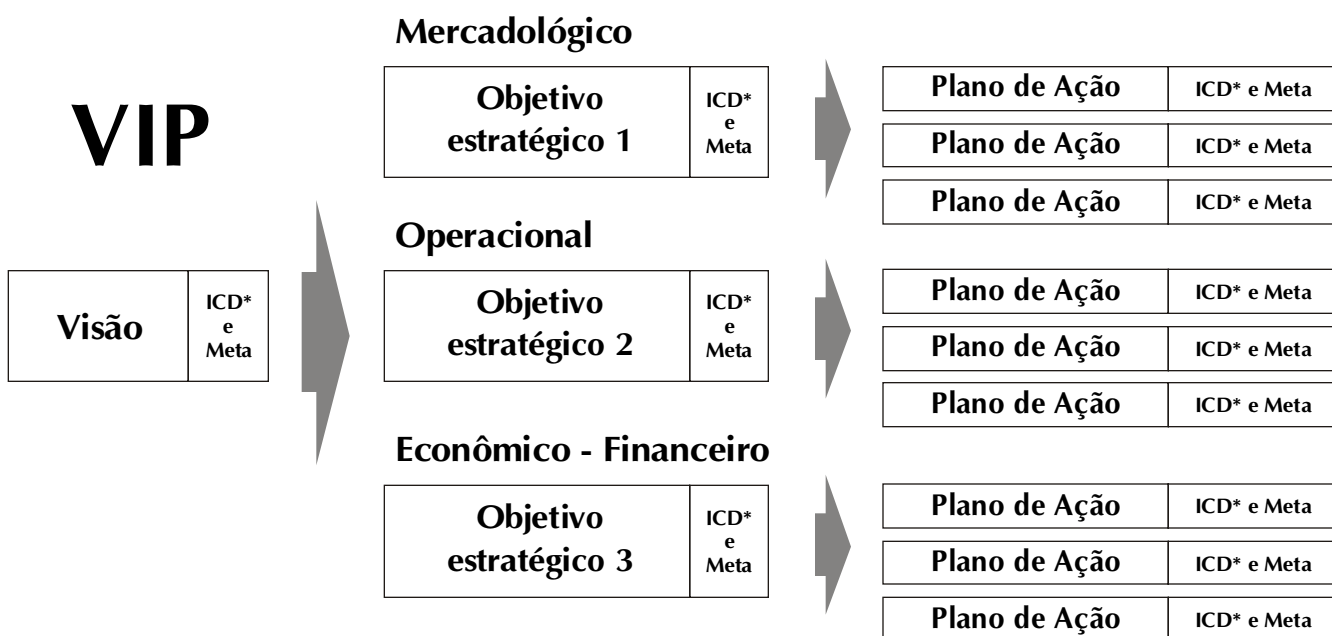 VIP
Visão
ICD*
e
Meta
Mercadológico
Objetivo
estratégico 1
ICD*
e
Meta
Plano de Ação
ICD* e Meta
Plano de Ação
ICD* e Meta
Plano de Ação
ICD* e Meta
Operacional
Objetivo
estratégico 2
ICD*
e
Meta
Plano de Ação
ICD* e Meta
Plano de Ação
ICD* e Meta
Plano de Ação
ICD* e Meta
Econômico - Financeiro
Objetivo
estratégico 3
ICD*
e
Meta
Plano de Ação
ICD* e Meta
Plano de Ação
ICD* e Meta
Plano de Ação
ICD* e Meta